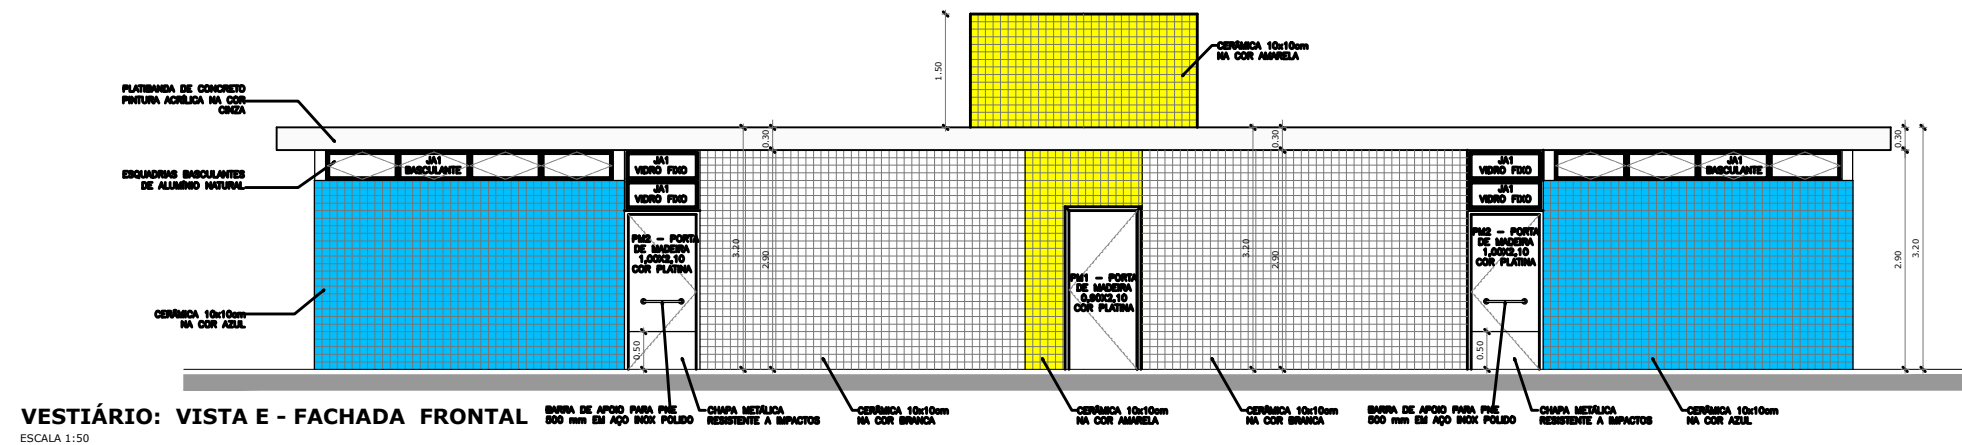 1.50
CERÂMICA 10x10cm
NA COR AMARELA
PLATIBANDA DE CONCRETO
PINTURA ACRÍLICA NA COR
CINZA
0.30
0.30
0.30
JA1
BASCULANTE
JA1
VIDRO FIXO
JA1
VIDRO FIXO
JA1
VIDRO FIXO
JA1
VIDRO FIXO
JA1
BASCULANTE
ESQUADRIAS BASCULANTES
DE ALUMÍNIO NATURAL
PM2 - PORTA
DE MADEIRA
1,00X2,10
COR PLATINA
3.20
2.90
PM1 - PORTA
DE MADEIRA
0,90X2,10
COR PLATINA
3.20
2.90
PM2 - PORTA
DE MADEIRA
1,00X2,10
COR PLATINA
2.90
3.20
CERÂMICA 10x10cm
NA COR AZUL
0.50
0.50
VESTIÁRIO: VISTA E - FACHADA FRONTAL
ESCALA 1:50
BARRA DE APOIO PARA PNE
800 mm EM AÇO INOX POLIDO
CHAPA METÁLICA
RESISTENTE A IMPACTOS
CERÂMICA 10x10cm
NA COR BRANCA
CERÂMICA 10x10cm
NA COR AMARELA
CERÂMICA 10x10cm
NA COR BRANCA
BARRA DE APOIO PARA PNE
800 mm EM AÇO INOX POLIDO
CHAPA METÁLICA
RESISTENTE A IMPACTOS
CERÂMICA 10x10cm
NA COR AZUL